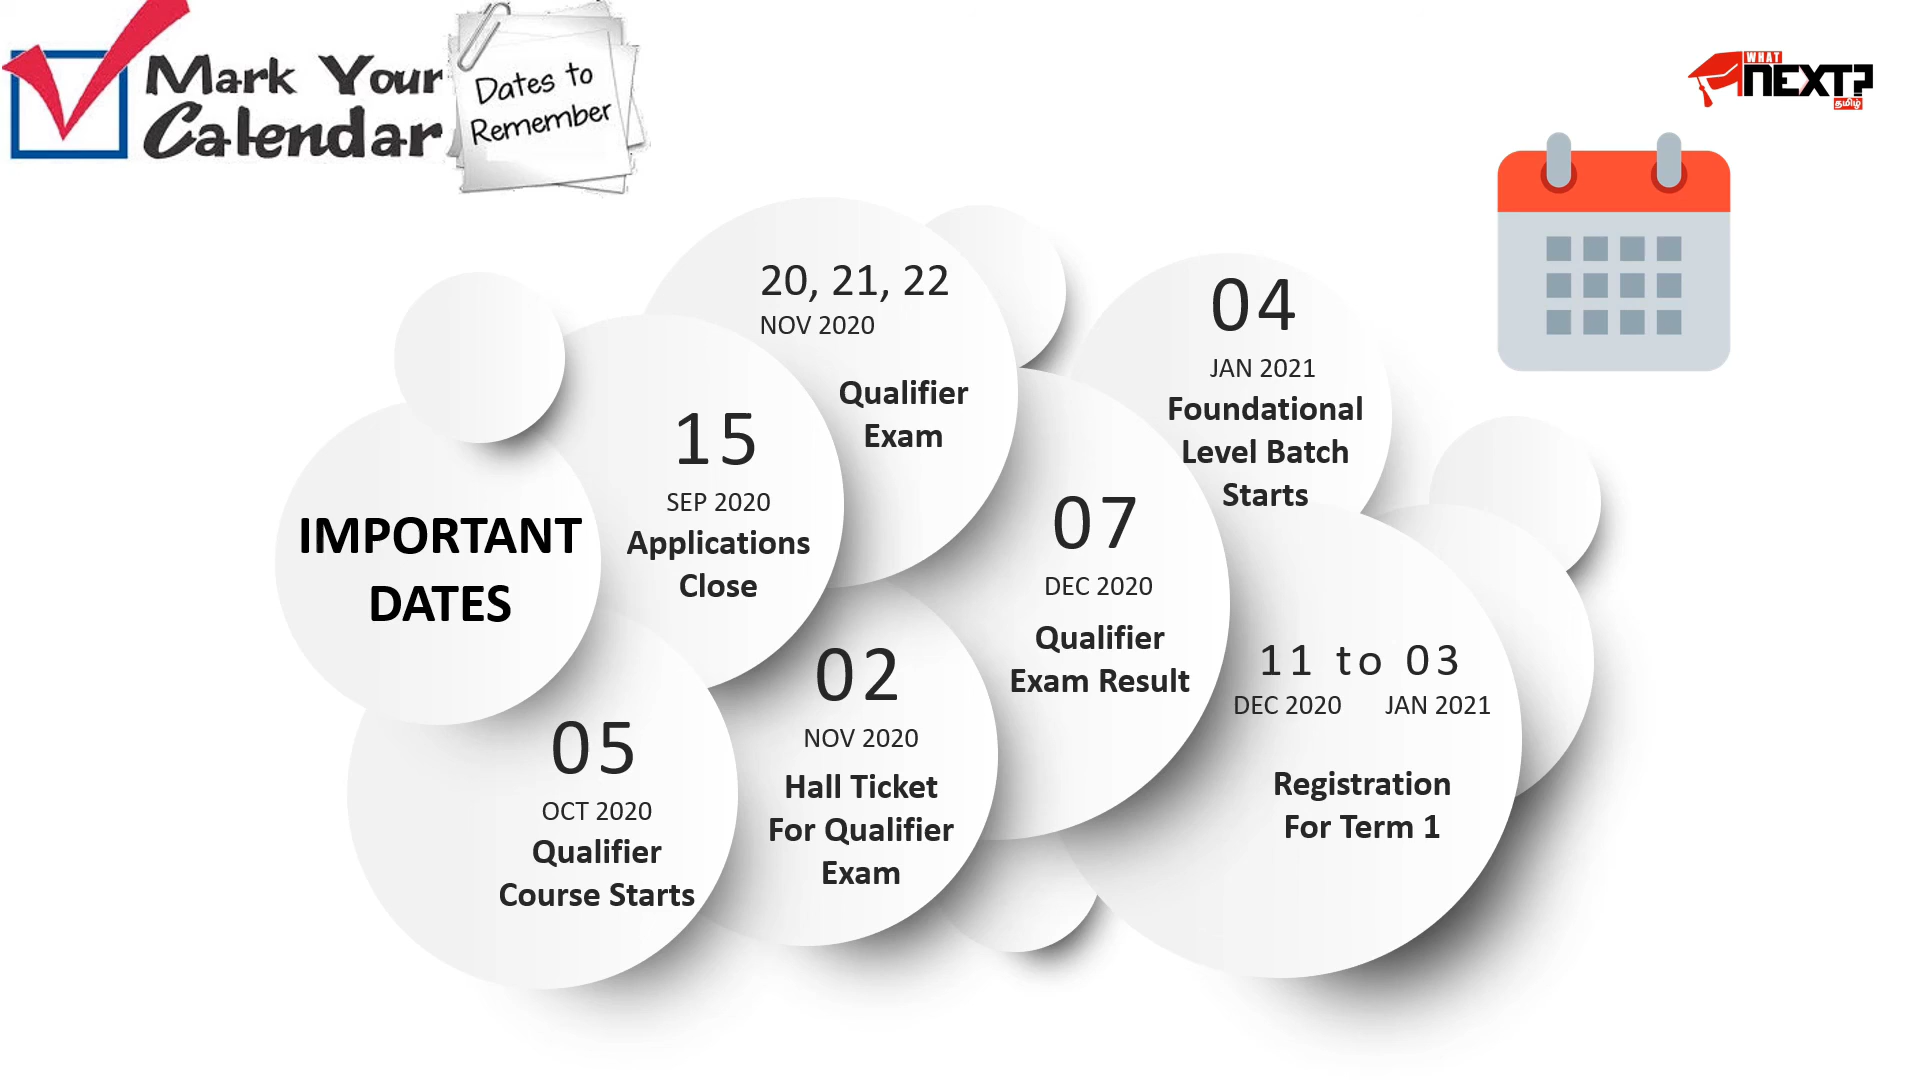 Mark Your
Calendar
Dates to
Remember
WHAT
NEXT?
தமிழ்
IMPORTANT
DATES
15
SEP 2020
Applications
Close
05
OCT 2020
Qualifier
Course Starts
20, 21, 22
NOV 2020
Qualifier
Exam
02
NOV 2020
Hall Ticket
For Qualifier
Exam
07
DEC 2020
Qualifier
Exam Result
04
JAN 2021
Foundational
Level Batch
Starts
11 to 03
DEC 2020 JAN 2021
Registration
For Term 1